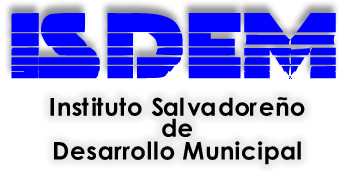 ISDEM
Instituto Salvadoreño
de
Desarrollo Municipal